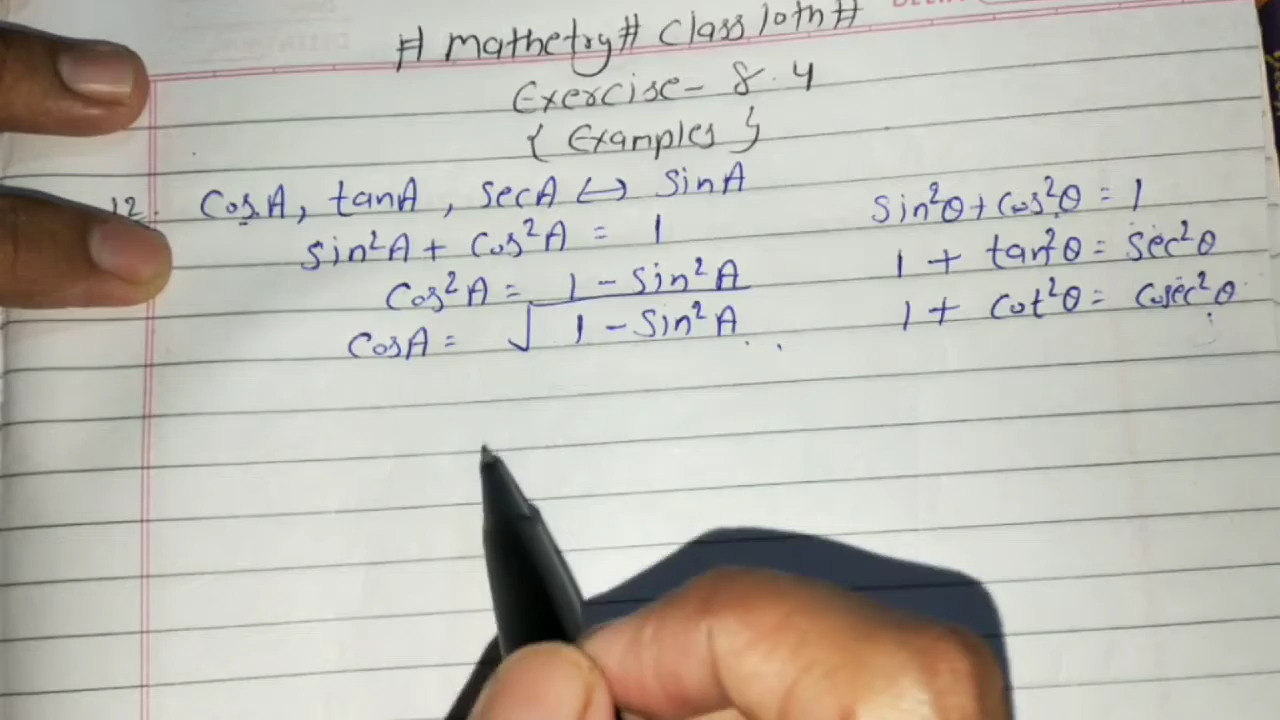 # mathetry # class 10th #
Exercise - 8.4
{ Examples }
12. CosA, tanA, secA ↔ sinA
sin²A + cos²A = 1
Cos²A = 1 - sin²A
CosA = √1 - sin²A
sin²θ + cos²θ = 1
1 + tan²θ = sec²θ
1 + cot²θ = cosec²θ